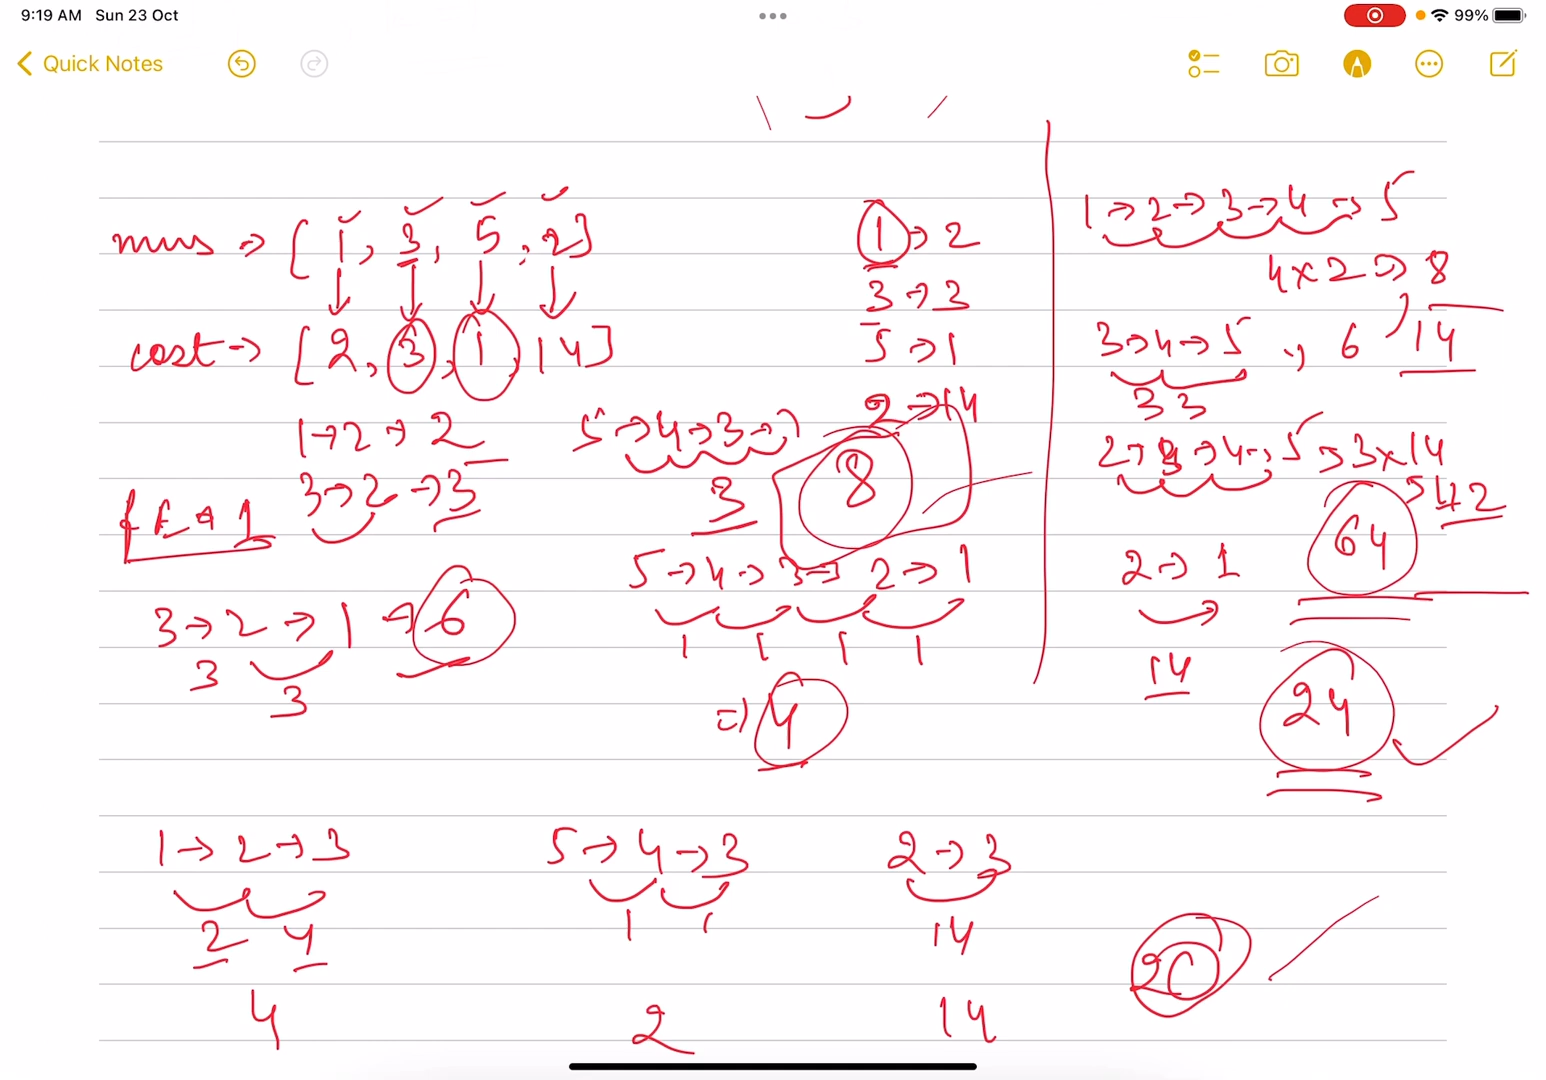 9:19 AM Sun 23 Oct
99%
Quick Notes
nums → [1, 3, 5, 2]
cost → [2, 3, 1, 14]
1 → 2 → 2
3 → 2 → 3
1
3 → 2 → 1 → 6
3
3
1 → 2
3 → 3
5 → 1
2 → 14
5 → 4 → 3 →
3
8
5 → 4 → 3 → 2 → 1
1 1 1 1
⇒ 4
1 → 2 → 3 → 4 → 5
4 × 2 ⇒ 8
3 → 4 → 5 , 6 14
3 3
2 → 3 → 4 → 5 → 3×14
42
64
2 → 1
14
24
1 → 2 → 3
2 4
4
5 → 4 → 3
1 1
2
2 → 3
14
14
20